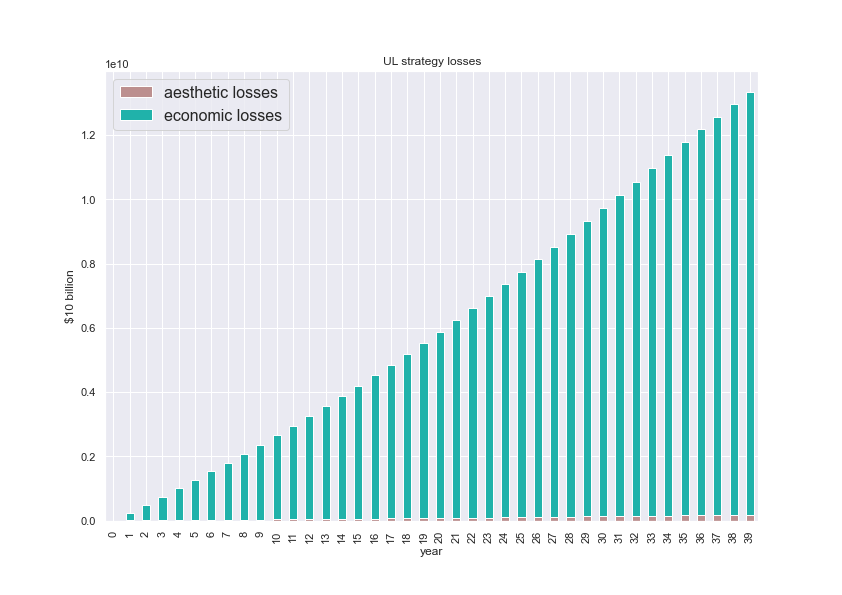 UL strategy losses
1e10
aesthetic losses
economic losses
1.2
1.0
0.8
0.6
0.4
0.2
0.0
$10 billion
0 1 2 3 4 5 6 7 8 9 10 11 12 13 14 15 16 17 18 19 20 21 22 23 24 25 26 27 28 29 30 31 32 33 34 35 36 37 38 39
year